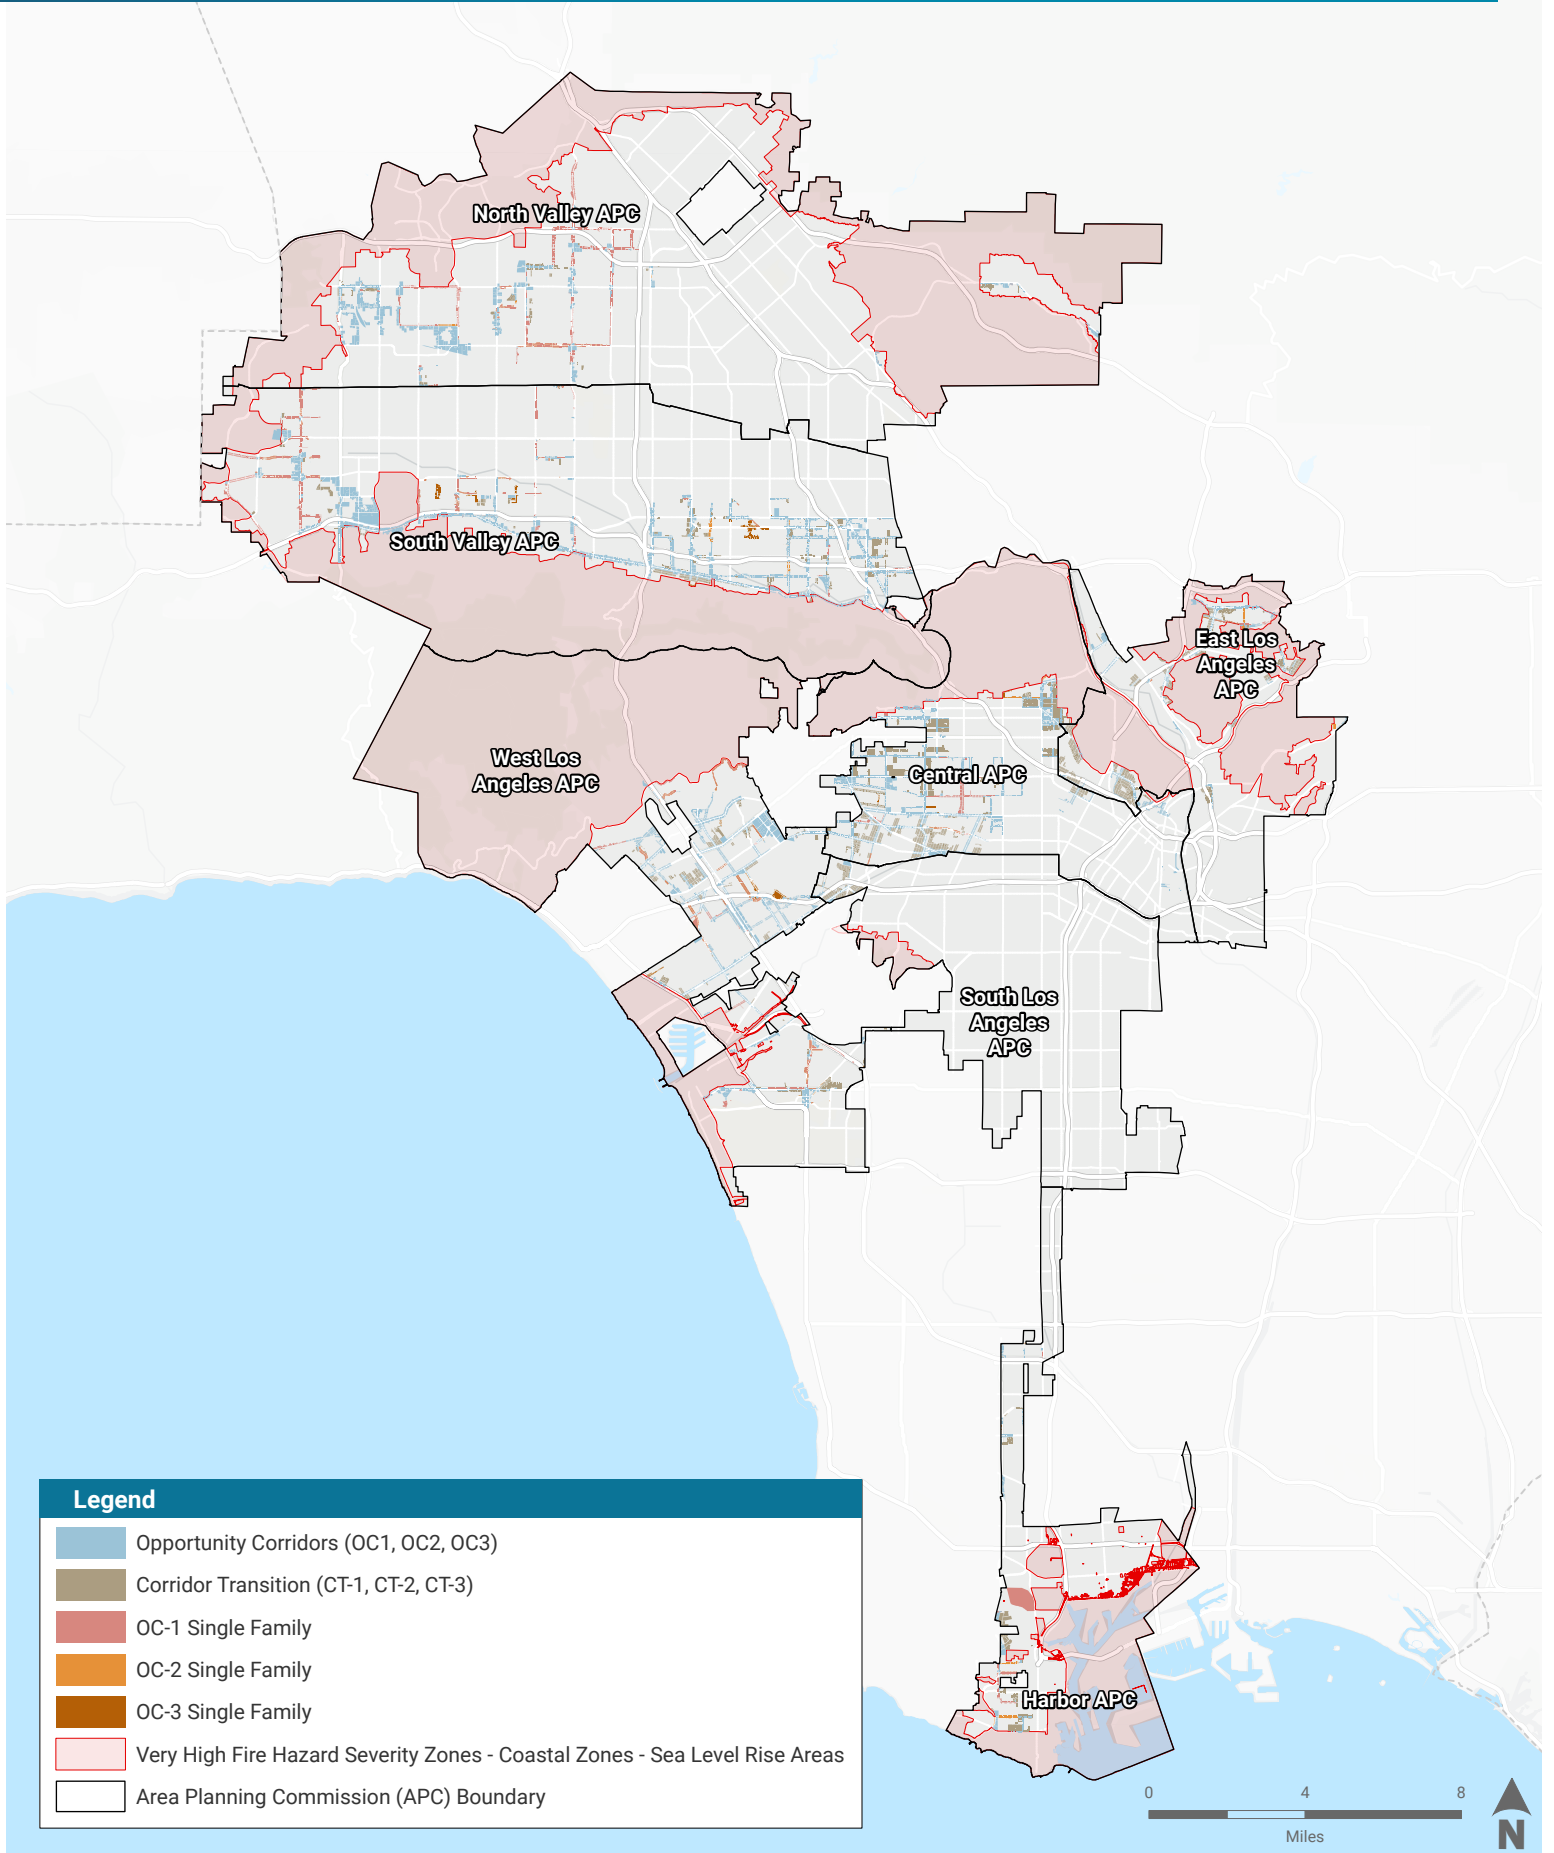 North Valley APC
South Valley APC
East Los
Angeles
APC
West Los
Angeles APC
Central APC
South Los
Angeles
APC
Harbor APC
Legend
Opportunity Corridors (OC1, OC2, OC3)
Corridor Transition (CT-1, CT-2, CT-3)
OC-1 Single Family
OC-2 Single Family
OC-3 Single Family
Very High Fire Hazard Severity Zones - Coastal Zones - Sea Level Rise Areas
Area Planning Commission (APC) Boundary
0 4 8
Miles
N